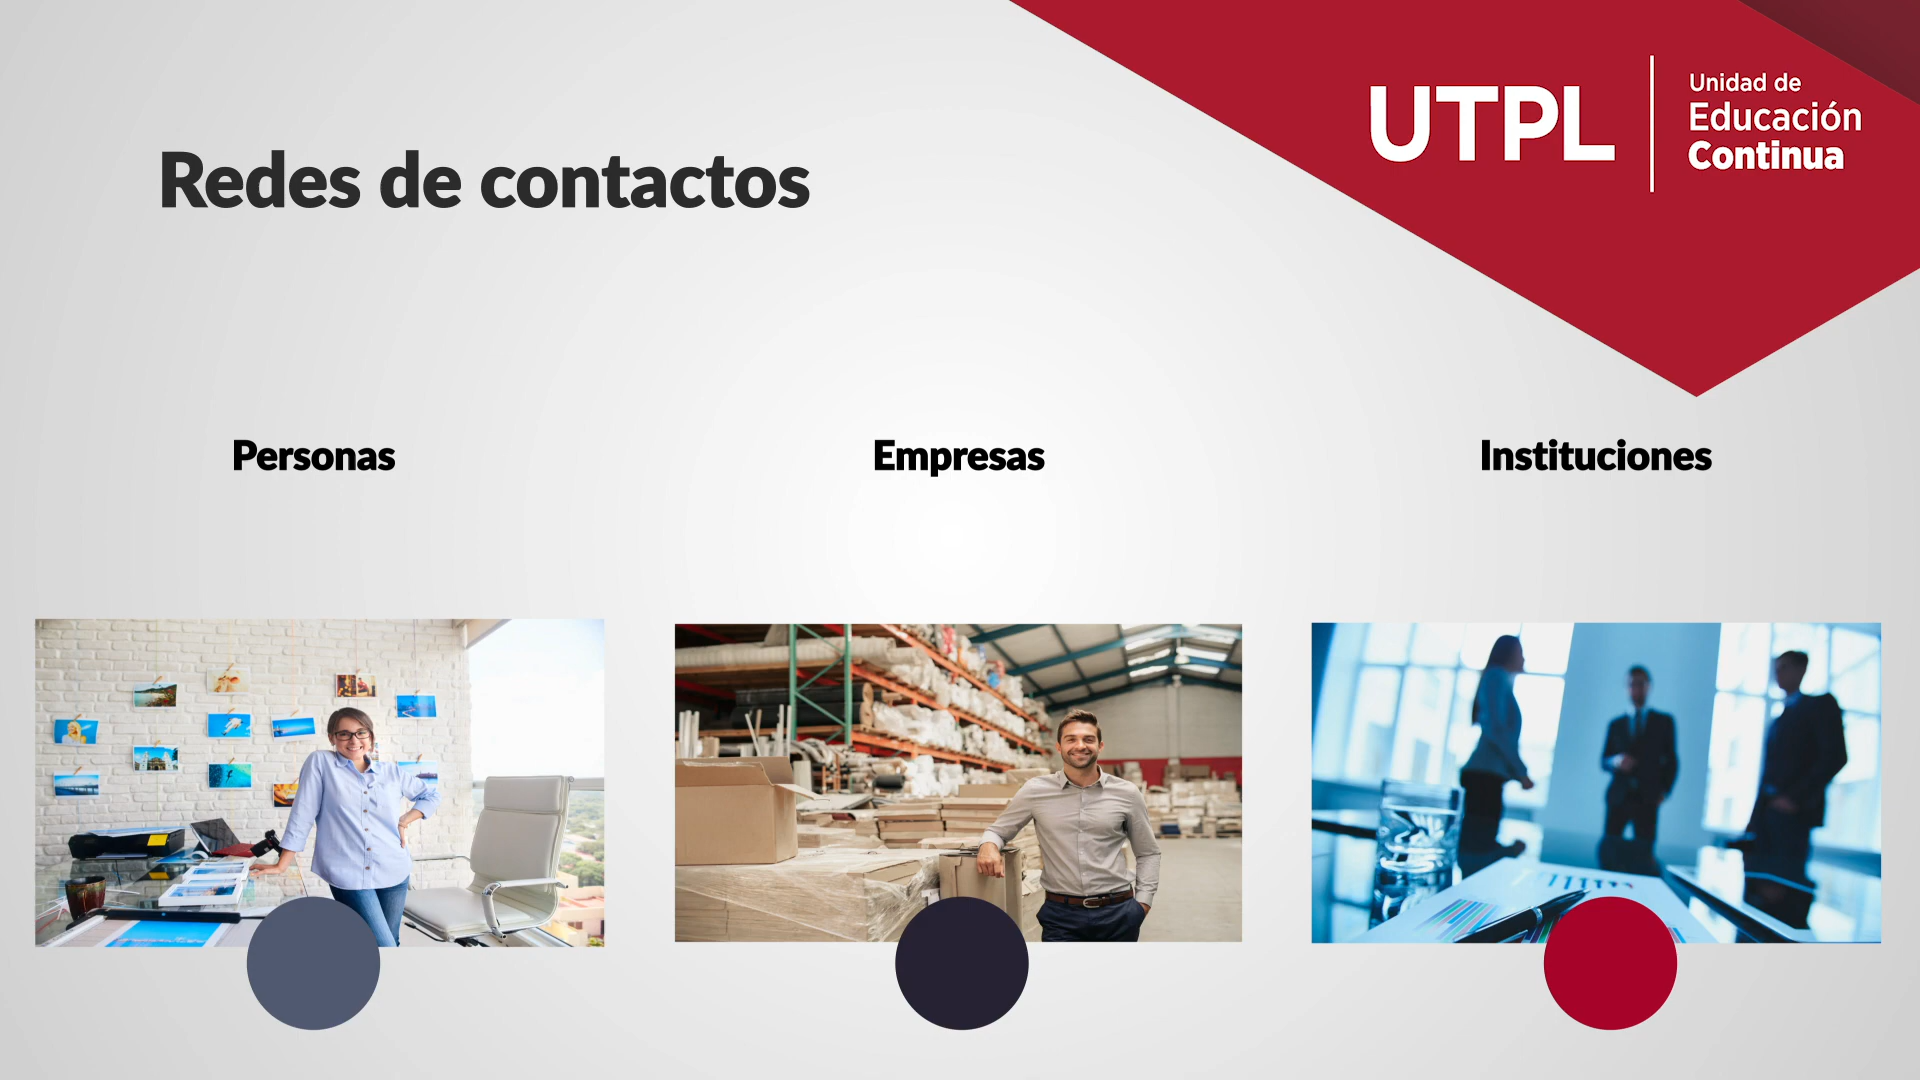 UTPL
Unidad de
Educación
Continua
Redes de contactos
Personas
Empresas
Instituciones